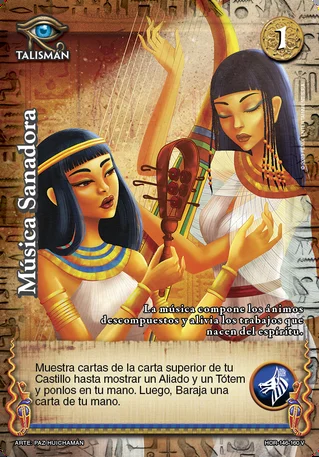 TALISMÁN
1
Música Sanadora
La música compone los ánimos
descompuestos y alivia los trabajos que
nacen del espíritu.
Muestra cartas de la carta superior de tu
Castillo hasta mostrar un Aliado y un Tótem
y ponlos en tu mano. Luego, Baraja una
carta de tu mano.
ARTE: PAZ HUICHAMAN
HOR-146-160 V